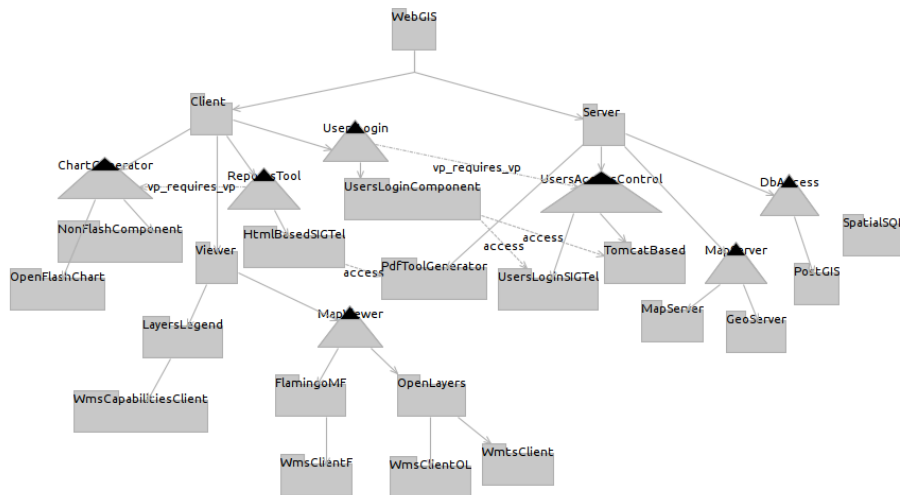 WebGIS
Client
Server
UsersLogin
ChartGenerator
vp_requires_vp
ReportsTool
vp_requires_vp
UsersAccessControl
DbAccess
UsersLoginComponent
NonFlashComponent
HtmlBasedSIGTel
access
access
SpatialSQL
Viewer
TomcatBased
MapServer
OpenFlashChart
access
PdfToolGenerator
UsersLoginSIGTel
PostGIS
LayersLegend
MapViewer
MapServer
GeoServer
FlamingoMF
OpenLayers
WmsCapabilitiesClient
WmsClientF
WmsClientOL
WmtsClient